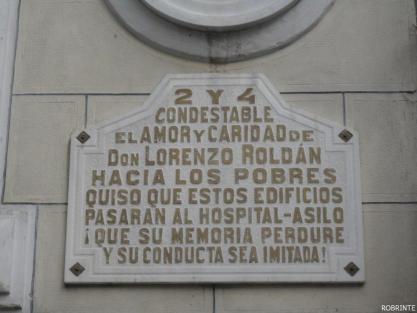 2 Y 4
CONDESTABLE
EL AMOR Y CARIDAD DE
DON LORENZO ROLDÁN
HACIA LOS POBRES
QUISO QUE ESTOS EDIFICIOS
PASARAN AL HOSPITAL-ASILO
¡QUE SU MEMORIA PERDURE
Y SU CONDUCTA SEA IMITADA!
ROBRINTE